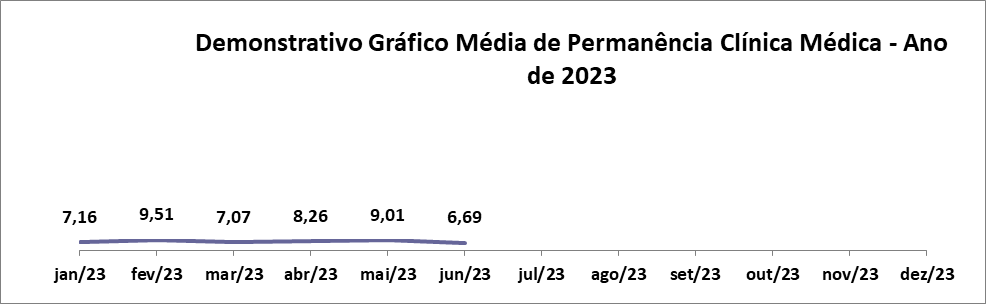 Demonstrativo Gráfico Média de Permanência Clínica Médica - Ano
de 2023
7,16 9,51 7,07 8,26 9,01 6,69
jan/23 fev/23 mar/23 abr/23 mai/23 jun/23 jul/23 ago/23 set/23 out/23 nov/23 dez/23